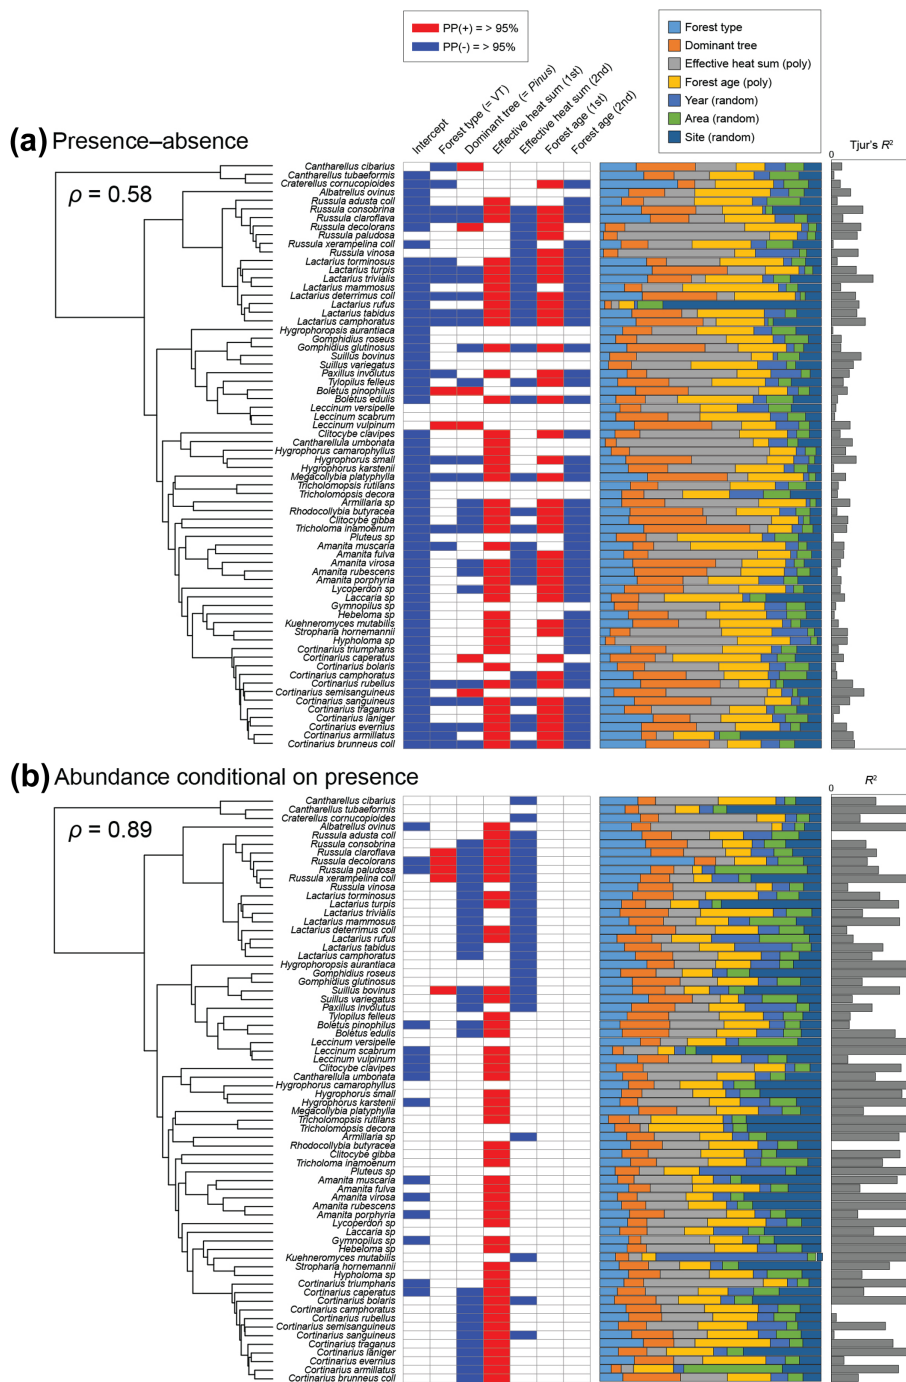 PP(+) = > 95%
PP(-) = > 95%
Forest type
Dominant tree
Effective heat sum (poly)
Forest age (poly)
Year (random)
Area (random)
Site (random)
Intercept
Forest type (= VT)
Dominant tree (= Pinus)
Effective heat sum (1st)
Effective heat sum (2nd)
Forest age (1st)
Forest age (2nd)
(a) Presence–absence
0
Tjur's R²
ρ = 0.58
Cantharellus cibarius
Cantharellus tubaeformis
Craterellus cornucopioides
Albatrellus ovinus
Russula adusta coll
Russula consobrina
Russula claroflava
Russula decolorans
Russula paludosa
Russula xerampelina coll
Russula vinosa
Lactarius torminosus
Lactarius turpis
Lactarius trivialis
Lactarius mammosus
Lactarius deterrimus coll
Lactarius rufus
Lactarius tabidus
Lactarius camphoratus
Hygrophoropsis aurantiaca
Gomphidius roseus
Gomphidius glutinosus
Suillus bovinus
Suillus variegatus
Paxillus involutus
Tylopilus felleus
Boletus pinophilus
Boletus edulis
Leccinum versipelle
Leccinum scabrum
Leccinum vulpinum
Clitocybe clavipes
Cantharellula umbonata
Hygrophorus camarophyllus
Hygrophorus small
Hygrophorus karstenii
Megacollybia platyphylla
Tricholomopsis rutilans
Tricholomopsis decora
Armillaria sp
Rhodocollybia butyracea
Clitocybe gibba
Tricholoma inamoenum
Pluteus sp
Amanita muscaria
Amanita fulva
Amanita virosa
Amanita rubescens
Amanita porphyria
Lycoperdon sp
Laccaria sp
Gymnopilus sp
Hebeloma sp
Kuehneromyces mutabilis
Stropharia hornemannii
Hypholoma sp
Cortinarius triumphans
Cortinarius caperatus
Cortinarius bolaris
Cortinarius camphoratus
Cortinarius rubellus
Cortinarius semisanguineus
Cortinarius sanguineus
Cortinarius traganus
Cortinarius laniger
Cortinarius evernius
Cortinarius armillatus
Cortinarius brunneus coll
(b) Abundance conditional on presence
0
R²
ρ = 0.89
Cantharellus cibarius
Cantharellus tubaeformis
Craterellus cornucopioides
Albatrellus ovinus
Russula adusta coll
Russula consobrina
Russula claroflava
Russula decolorans
Russula paludosa
Russula xerampelina coll
Russula vinosa
Lactarius torminosus
Lactarius turpis
Lactarius trivialis
Lactarius mammosus
Lactarius deterrimus coll
Lactarius rufus
Lactarius tabidus
Lactarius camphoratus
Hygrophoropsis aurantiaca
Gomphidius roseus
Gomphidius glutinosus
Suillus bovinus
Suillus variegatus
Paxillus involutus
Tylopilus felleus
Boletus pinophilus
Boletus edulis
Leccinum versipelle
Leccinum scabrum
Leccinum vulpinum
Clitocybe clavipes
Cantharellula umbonata
Hygrophorus camarophyllus
Hygrophorus small
Hygrophorus karstenii
Megacollybia platyphylla
Tricholomopsis rutilans
Tricholomopsis decora
Armillaria sp
Rhodocollybia butyracea
Clitocybe gibba
Tricholoma inamoenum
Pluteus sp
Amanita muscaria
Amanita fulva
Amanita virosa
Amanita rubescens
Amanita porphyria
Lycoperdon sp
Laccaria sp
Gymnopilus sp
Hebeloma sp
Kuehneromyces mutabilis
Stropharia hornemannii
Hypholoma sp
Cortinarius triumphans
Cortinarius caperatus
Cortinarius bolaris
Cortinarius camphoratus
Cortinarius rubellus
Cortinarius semisanguineus
Cortinarius sanguineus
Cortinarius traganus
Cortinarius laniger
Cortinarius evernius
Cortinarius armillatus
Cortinarius brunneus coll